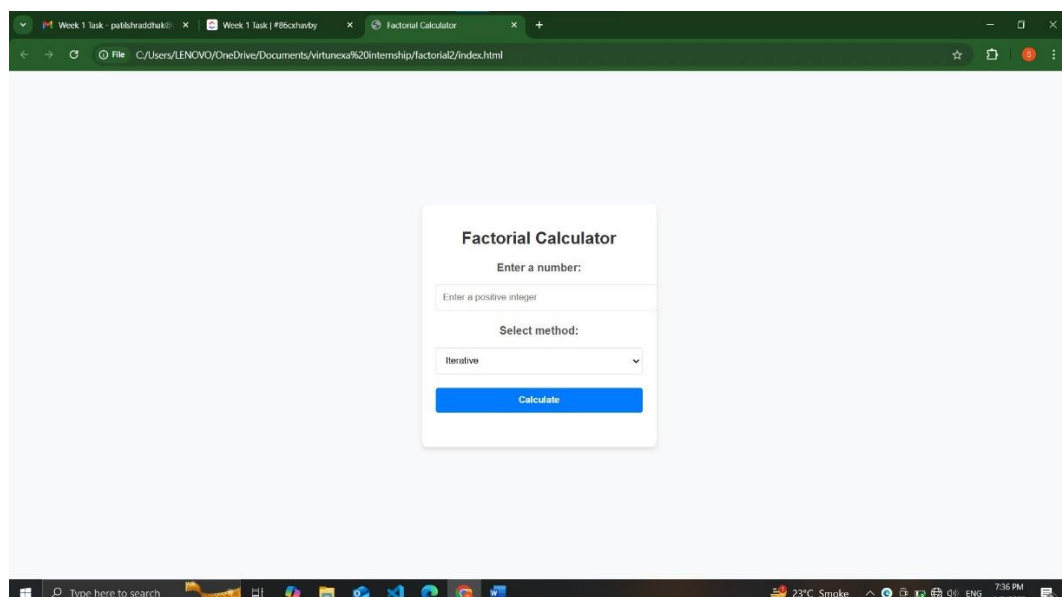 Week 1 Task - patilshraddhak@
Week 1 Task | #86cxhavby
Factorial Calculator
File C:/Users/LENOVO/OneDrive/Documents/virtunexa%20internship/factorial2/index.html
S
Factorial Calculator
Enter a number:
Enter a positive integer
Select method:
Iterative
Calculate
Type here to search
23°C Smoke
ENG
7:36 PM